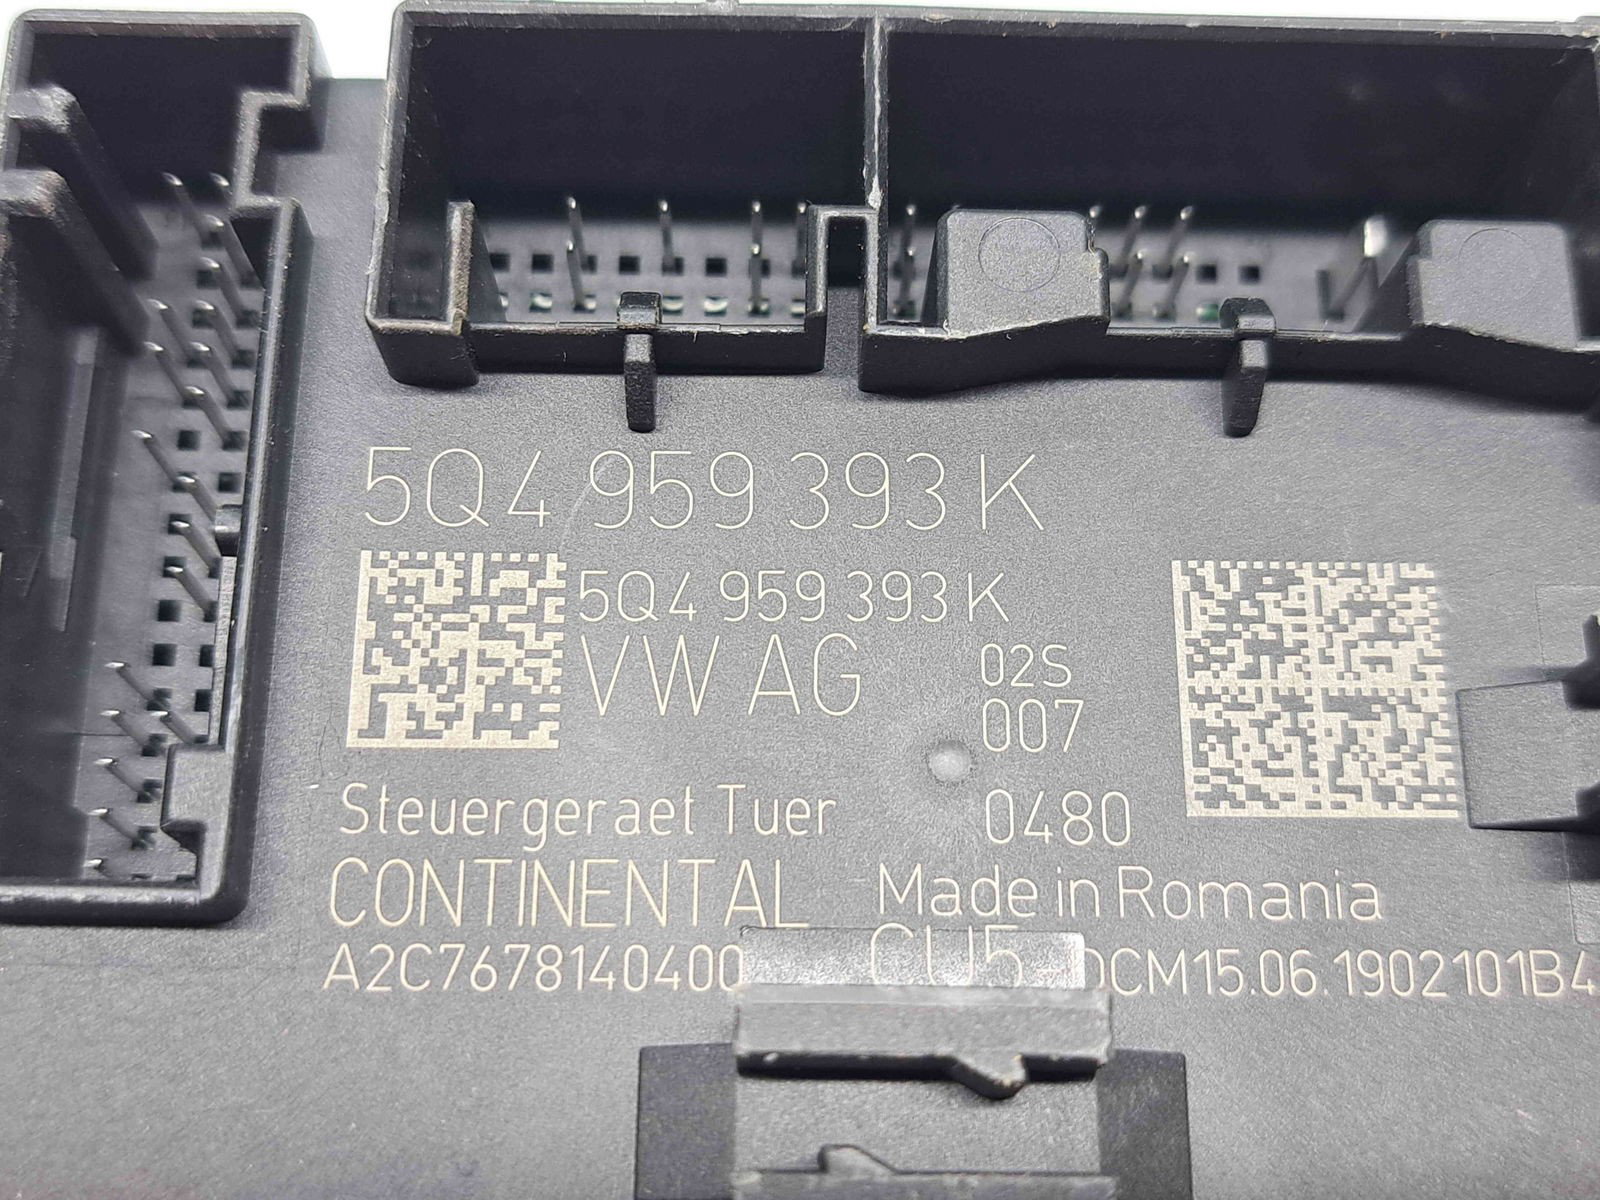 5Q4 959 393 K
5Q4 959 393 K
VW AG
02S
007
Steuergeraet Tuer
0480
CONTINENTAL
Made in Romania
A2C7678140400
CU5
DCM15.06.1902101B4